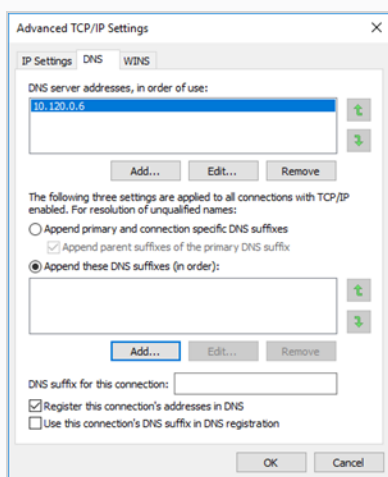 Advanced TCP/IP Settings
IP Settings DNS WINS
DNS server addresses, in order of use:
10.120.0.6
Add... Edit... Remove
The following three settings are applied to all connections with TCP/IP
enabled. For resolution of unqualified names:
Append primary and connection specific DNS suffixes
Append parent suffixes of the primary DNS suffix
Append these DNS suffixes (in order):
Add... Edit... Remove
DNS suffix for this connection:
Register this connection's addresses in DNS
Use this connection's DNS suffix in DNS registration
OK Cancel